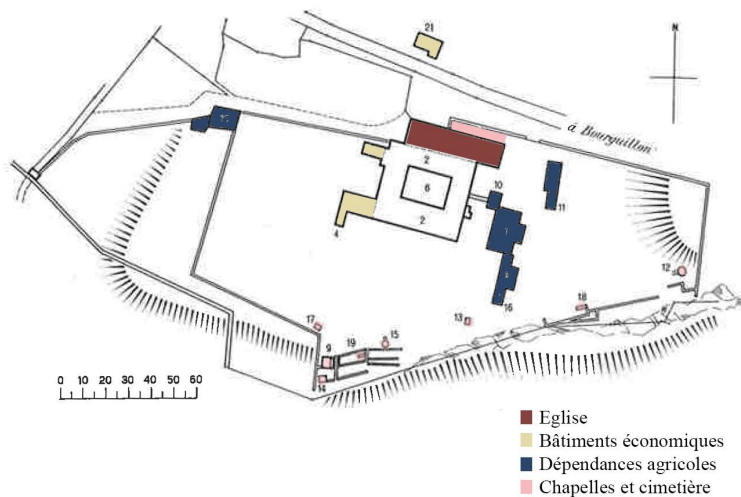 21
N
à Bourguillon
2
10
6
11
2
4
12
16
18
17
13
15
9
19
14
0 10 20 30 40 50 60
Eglise
Bâtiments économiques
Dépendances agricoles
Chapelles et cimetière